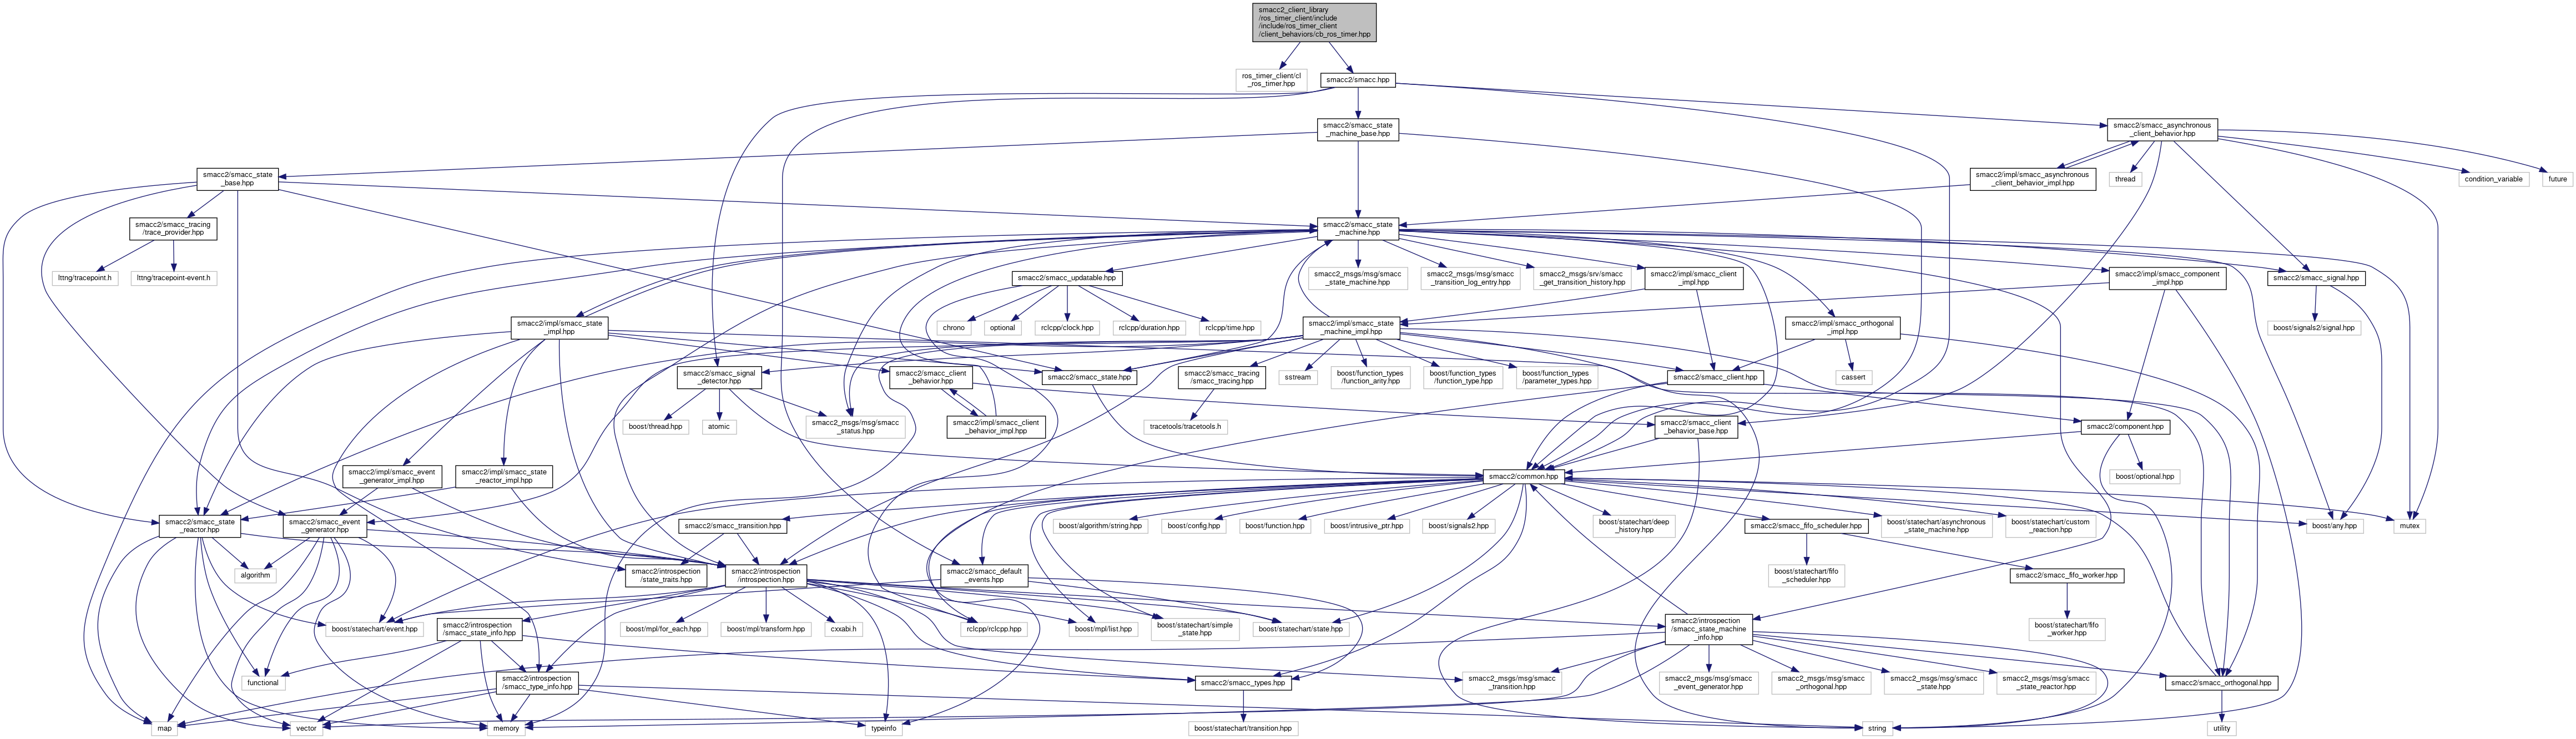 smacc2_client_library
/ros_timer_client/include
/include/ros_timer_client
/client_behaviors/cb_ros_timer.hpp
ros_timer_client/cl
_ros_timer.hpp
smacc2/smacc.hpp
smacc2/smacc_state
_machine_base.hpp
smacc2/smacc_asynchronous
_client_behavior.hpp
smacc2/smacc_state
_base.hpp
smacc2/impl/smacc_asynchronous
_client_behavior_impl.hpp
thread
condition_variable
future
smacc2/smacc_tracing
/trace_provider.hpp
smacc2/smacc_state
_machine.hpp
lttng/tracepoint.h
lttng/tracepoint-event.h
smacc2/smacc_updatable.hpp
smacc2_msgs/msg/smacc
_state_machine.hpp
smacc2_msgs/msg/smacc
_transition_log_entry.hpp
smacc2_msgs/srv/smacc
_get_transition_history.hpp
smacc2/impl/smacc_client
_impl.hpp
smacc2/impl/smacc_component
_impl.hpp
smacc2/smacc_signal.hpp
smacc2/impl/smacc_state
_impl.hpp
chrono
optional
rclcpp/clock.hpp
rclcpp/duration.hpp
rclcpp/time.hpp
smacc2/impl/smacc_state
_machine_impl.hpp
smacc2/impl/smacc_orthogonal
_impl.hpp
boost/signals2/signal.hpp
smacc2/smacc_signal
_detector.hpp
smacc2/smacc_client
_behavior.hpp
smacc2/smacc_state.hpp
smacc2/smacc_tracing
/smacc_tracing.hpp
sstream
boost/function_types
/function_arity.hpp
boost/function_types
/function_type.hpp
boost/function_types
/parameter_types.hpp
smacc2/smacc_client.hpp
cassert
boost/thread.hpp
atomic
smacc2_msgs/msg/smacc
_status.hpp
smacc2/impl/smacc_client
_behavior_impl.hpp
tracetools/tracetools.h
smacc2/smacc_client
_behavior_base.hpp
smacc2/component.hpp
smacc2/impl/smacc_event
_generator_impl.hpp
smacc2/impl/smacc_state
_reactor_impl.hpp
smacc2/common.hpp
boost/optional.hpp
smacc2/smacc_state
_reactor.hpp
smacc2/smacc_event
_generator.hpp
smacc2/smacc_transition.hpp
boost/algorithm/string.hpp
boost/config.hpp
boost/function.hpp
boost/intrusive_ptr.hpp
boost/signals2.hpp
boost/statechart/deep
_history.hpp
smacc2/smacc_fifo_scheduler.hpp
boost/statechart/asynchronous
_state_machine.hpp
boost/statechart/custom
_reaction.hpp
boost/any.hpp
mutex
algorithm
smacc2/introspection
/state_traits.hpp
smacc2/introspection
/introspection.hpp
smacc2/smacc_default
_events.hpp
boost/statechart/fifo
_scheduler.hpp
smacc2/smacc_fifo_worker.hpp
boost/statechart/event.hpp
smacc2/introspection
/smacc_state_info.hpp
boost/mpl/for_each.hpp
boost/mpl/transform.hpp
cxxabi.h
rclcpp/rclcpp.hpp
boost/mpl/list.hpp
boost/statechart/simple
_state.hpp
boost/statechart/state.hpp
smacc2/introspection
/smacc_state_machine
_info.hpp
boost/statechart/fifo
_worker.hpp
functional
smacc2/introspection
/smacc_type_info.hpp
smacc2/smacc_types.hpp
smacc2_msgs/msg/smacc
_transition.hpp
smacc2_msgs/msg/smacc
_event_generator.hpp
smacc2_msgs/msg/smacc
_orthogonal.hpp
smacc2_msgs/msg/smacc
_state.hpp
smacc2_msgs/msg/smacc
_state_reactor.hpp
smacc2/smacc_orthogonal.hpp
map
vector
memory
typeinfo
boost/statechart/transition.hpp
string
utility